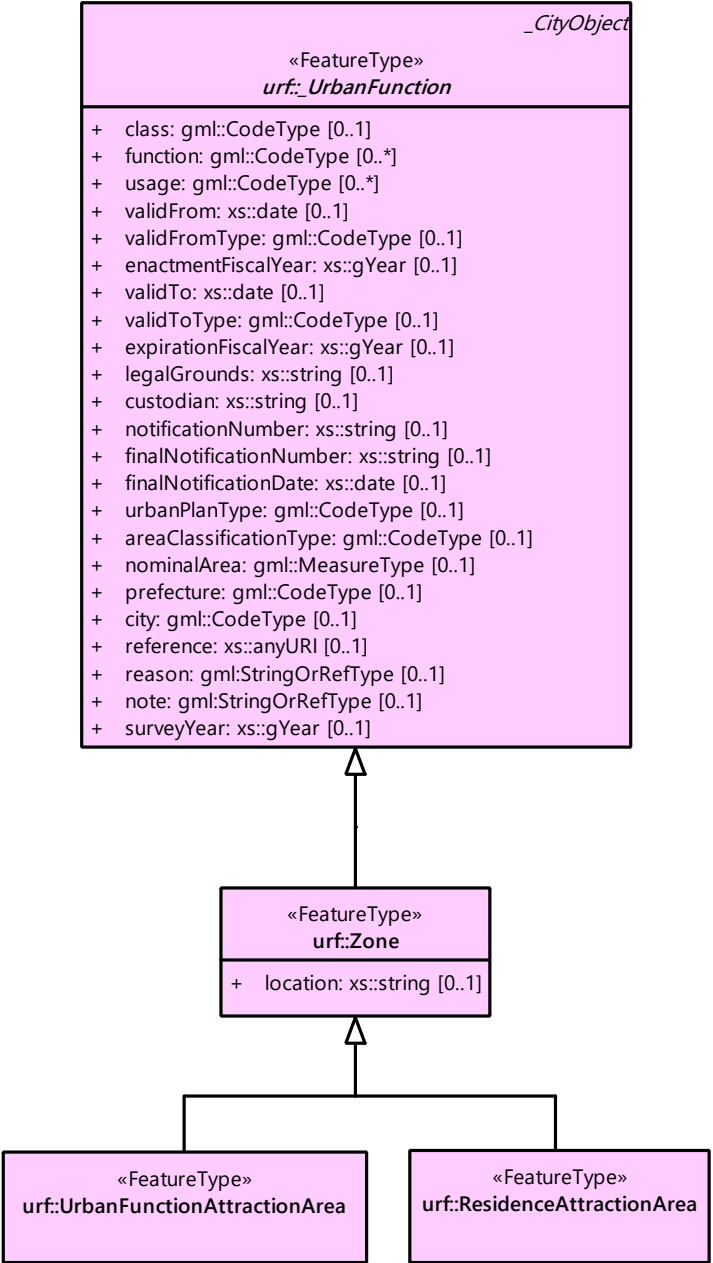 _CityObject
«FeatureType»
urf::_UrbanFunction
+ class: gml::CodeType [0..1]
+ function: gml::CodeType [0..*]
+ usage: gml::CodeType [0..*]
+ validFrom: xs::date [0..1]
+ validFromType: gml::CodeType [0..1]
+ enactmentFiscalYear: xs::gYear [0..1]
+ validTo: xs::date [0..1]
+ validToType: gml::CodeType [0..1]
+ expirationFiscalYear: xs::gYear [0..1]
+ legalGrounds: xs::string [0..1]
+ custodian: xs::string [0..1]
+ notificationNumber: xs::string [0..1]
+ finalNotificationNumber: xs::string [0..1]
+ finalNotificationDate: xs::date [0..1]
+ urbanPlanType: gml::CodeType [0..1]
+ areaClassificationType: gml::CodeType [0..1]
+ nominalArea: gml::MeasureType [0..1]
+ prefecture: gml::CodeType [0..1]
+ city: gml::CodeType [0..1]
+ reference: xs::anyURI [0..1]
+ reason: gml:StringOrRefType [0..1]
+ note: gml:StringOrRefType [0..1]
+ surveyYear: xs::gYear [0..1]
«FeatureType»
urf::Zone
+ location: xs::string [0..1]
«FeatureType»
urf::UrbanFunctionAttractionArea
«FeatureType»
urf::ResidenceAttractionArea